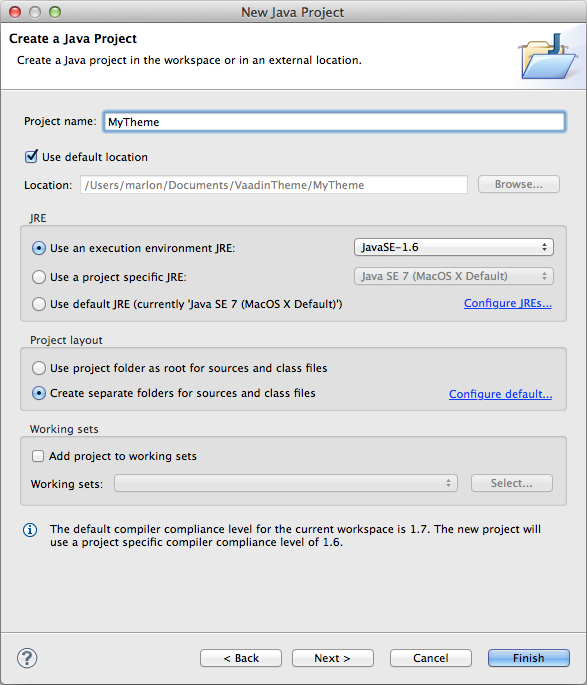 New Java Project
Create a Java Project
Create a Java project in the workspace or in an external location.
Project name: MyTheme
Use default location
Location: /Users/marlon/Documents/VaadinTheme/MyTheme Browse...
JRE
Use an execution environment JRE: JavaSE-1.6
Use a project specific JRE: Java SE 7 (MacOS X Default)
Use default JRE (currently 'Java SE 7 (MacOS X Default)') Configure JREs...
Project layout
Use project folder as root for sources and class files
Create separate folders for sources and class files Configure default...
Working sets
Add project to working sets
Working sets: Select...
The default compiler compliance level for the current workspace is 1.7. The new project will
use a project specific compiler compliance level of 1.6.
? < Back Next > Cancel Finish